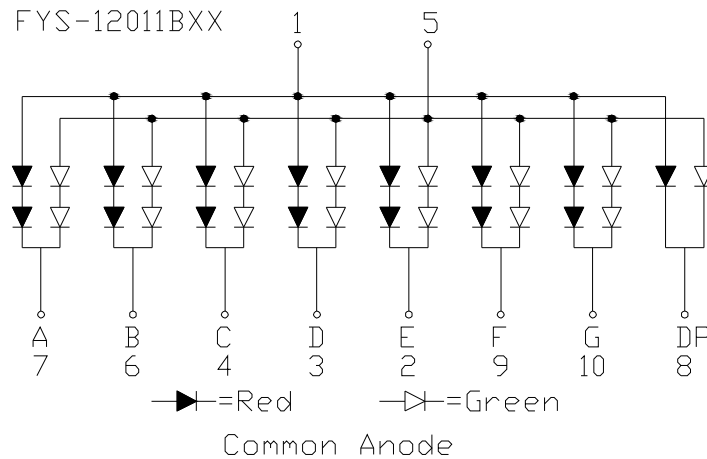 FYS-12011BXX
1 5
A B C D E F G DP
7 6 4 3 2 9 10 8
=Red =Green
Common Anode